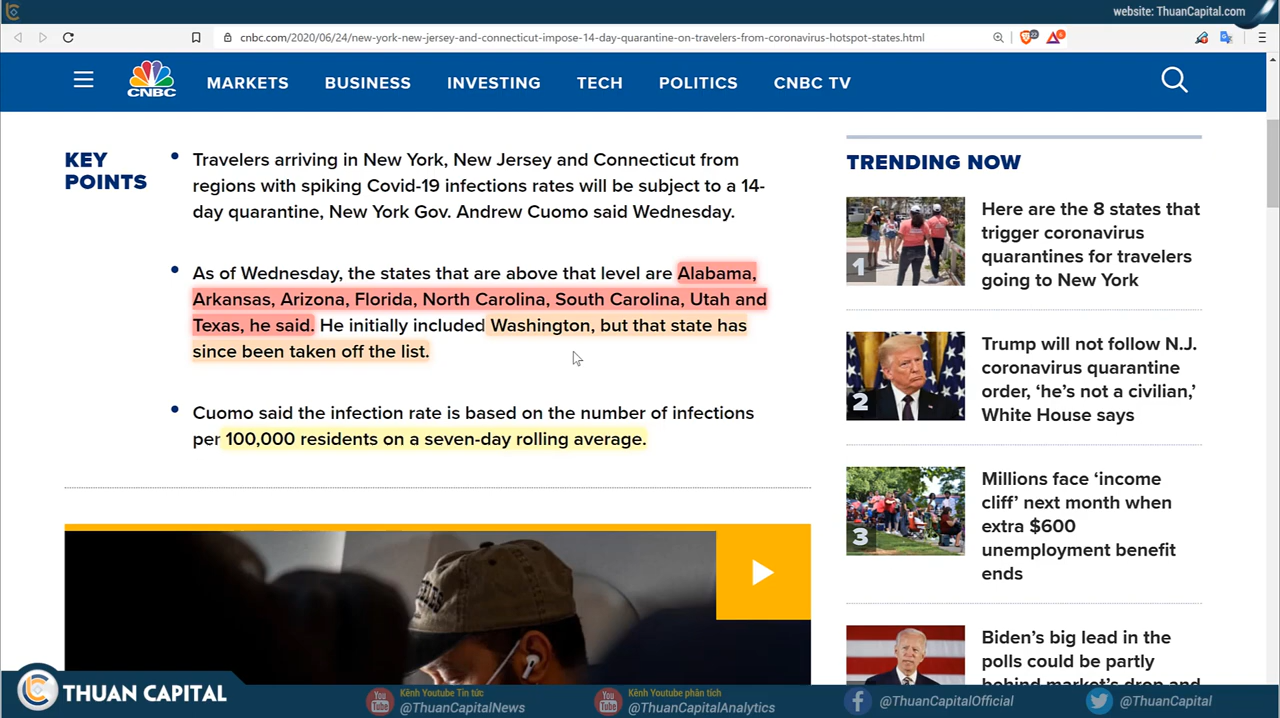 website: ThuanCapital.com
cnbc.com/2020/06/24/new-york-new-jersey-and-connecticut-impose-14-day-quarantine-on-travelers-from-coronavirus-hotspot-states.html
CNBC
MARKETS BUSINESS INVESTING TECH POLITICS CNBC TV
KEY
POINTS
Travelers arriving in New York, New Jersey and Connecticut from
regions with spiking Covid-19 infections rates will be subject to a 14-
day quarantine, New York Gov. Andrew Cuomo said Wednesday.
As of Wednesday, the states that are above that level are Alabama,
Arkansas, Arizona, Florida, North Carolina, South Carolina, Utah and
Texas, he said. He initially included Washington, but that state has
since been taken off the list.
Cuomo said the infection rate is based on the number of infections
per 100,000 residents on a seven-day rolling average.
TRENDING NOW
1
Here are the 8 states that
trigger coronavirus
quarantines for travelers
going to New York
2
Trump will not follow N.J.
coronavirus quarantine
order, ‘he’s not a civilian,’
White House says
3
Millions face ‘income
cliff’ next month when
extra $600
unemployment benefit
ends
Biden’s big lead in the
polls could be partly
behind market’s drop and
THUAN CAPITAL
You
Tube
Kênh Youtube Tin tức
@ThuanCapitalNews
You
Tube
Kênh Youtube phân tích
@ThuanCapitalAnalytics
@ThuanCapitalOfficial
@ThuanCapital